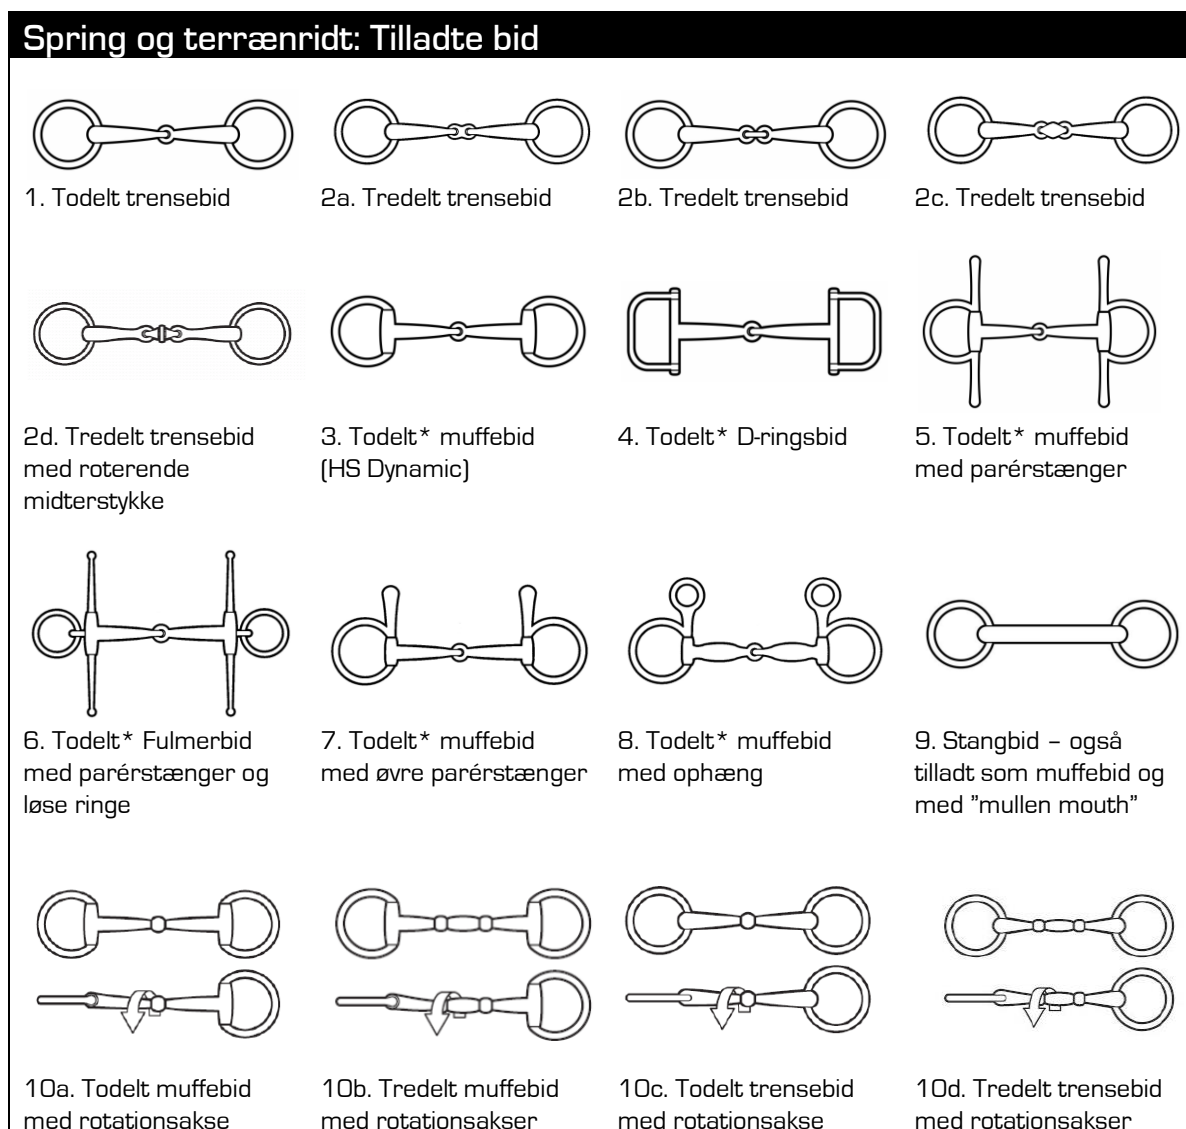 Spring og terrænridt: Tilladte bid
1. Todelt trensebid
2a. Tredelt trensebid
2b. Tredelt trensebid
2c. Tredelt trensebid
2d. Tredelt trensebid
med roterende
midterstykke
3. Todelt* muffebid
(HS Dynamic)
4. Todelt* D-ringsbid
5. Todelt* muffebid
med parérstænger
6. Todelt* Fulmerbid
med parérstænger og
løse ringe
7. Todelt* muffebid
med øvre parérstænger
8. Todelt* muffebid
med ophæng
9. Stangbid – også
tilladt som muffebid og
med ”mullen mouth”
10a. Todelt muffebid
med rotationsakse
10b. Tredelt muffebid
med rotationsakser
10c. Todelt trensebid
med rotationsakse
10d. Tredelt trensebid
med rotationsakser